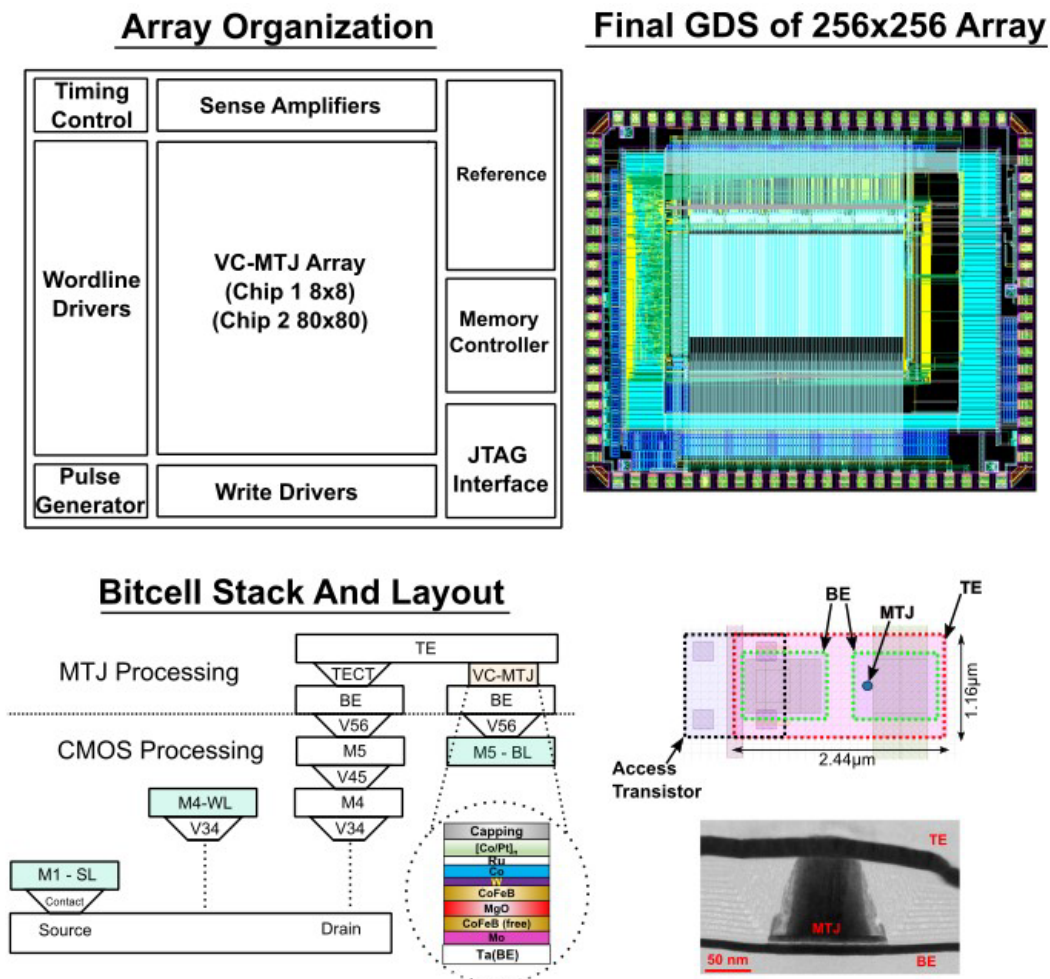 Array Organization
Final GDS of 256x256 Array
Timing
Control
Sense Amplifiers
Reference
Wordline
Drivers
VC-MTJ Array
(Chip 1 8x8)
(Chip 2 80x80)
Memory
Controller
JTAG
Interface
Pulse
Generator
Write Drivers
Bitcell Stack And Layout
MTJ Processing
TE
TECT
VC-MTJ
BE
BE
CMOS Processing
V56
V56
M5
M5 - BL
V45
M4-WL
M4
V34
V34
M1 - SL
Contact
Source
Drain
Capping
[Co/Pt]n
Ru
Co
W
CoFeB
MgO
CoFeB (free)
Mo
Ta(BE)
BE
MTJ
TE
1.16μm
2.44μm
Access
Transistor
TE
MTJ
50 nm
BE